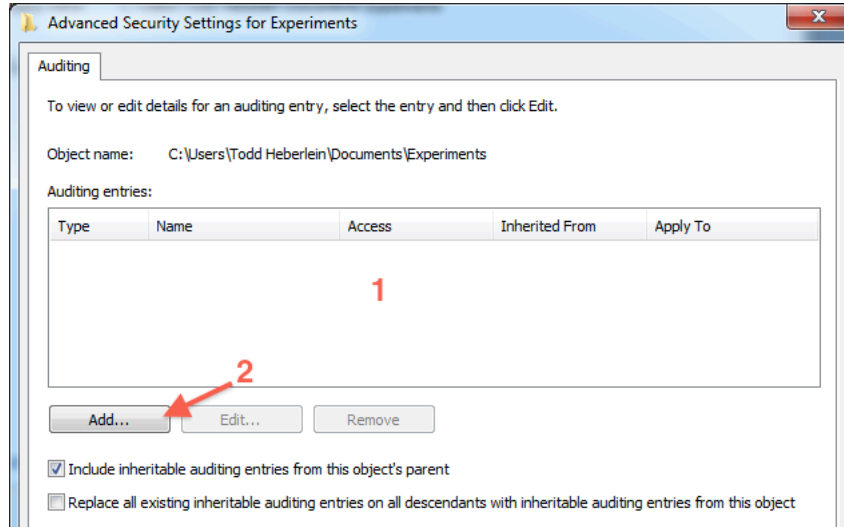 Advanced Security Settings for Experiments
Auditing
To view or edit details for an auditing entry, select the entry and then click Edit.
Object name: C:\Users\Todd Heberlein\Documents\Experiments
Auditing entries:
Type Name Access Inherited From Apply To
1
2
Add... Edit... Remove
Include inheritable auditing entries from this object's parent
Replace all existing inheritable auditing entries on all descendants with inheritable auditing entries from this object